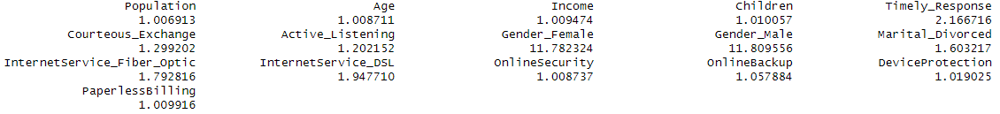 Population Age Income Children Timely_Response
1.006913 1.008711 1.009474 1.010057 2.166716
Courteous_Exchange Active_Listening Gender_Female Gender_Male Marital_Divorced
1.299202 1.202152 11.782324 11.809556 1.603217
InternetService_Fiber_Optic InternetService_DSL OnlineSecurity OnlineBackup DeviceProtection
1.792816 1.947710 1.008737 1.057884 1.019025
PaperlessBilling
1.009916